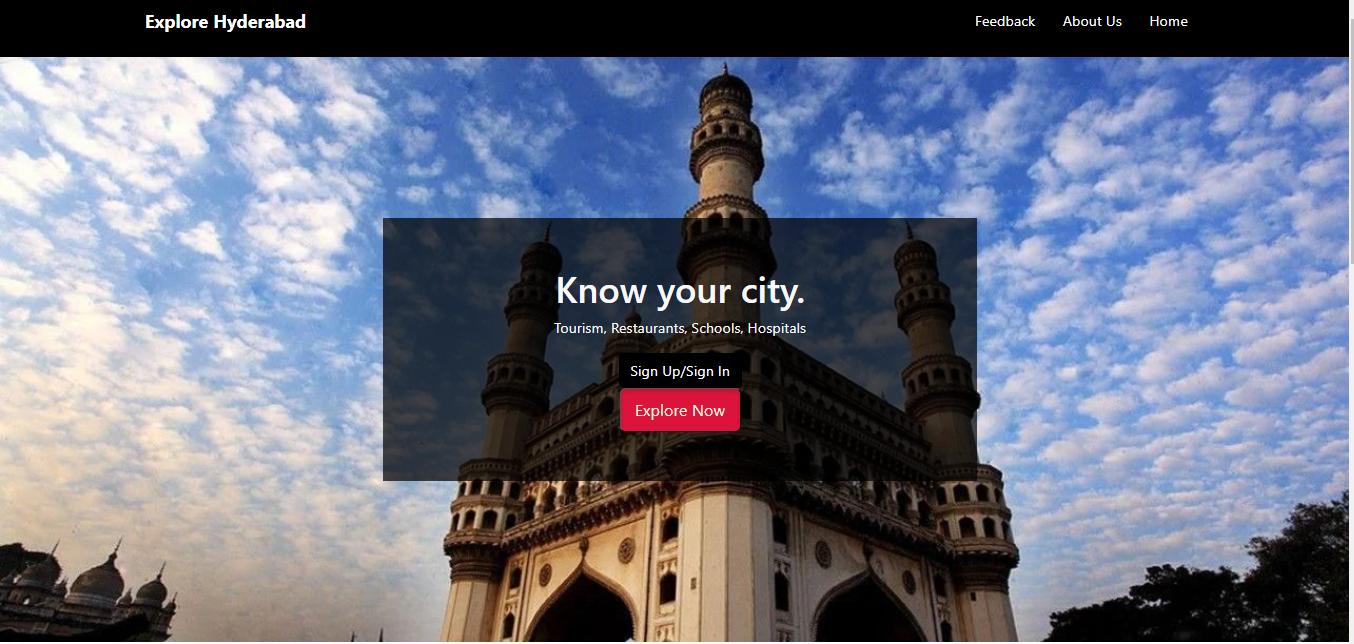 Explore Hyderabad
Feedback About Us Home
Know your city.
Tourism, Restaurants, Schools, Hospitals
Sign Up/Sign In
Explore Now